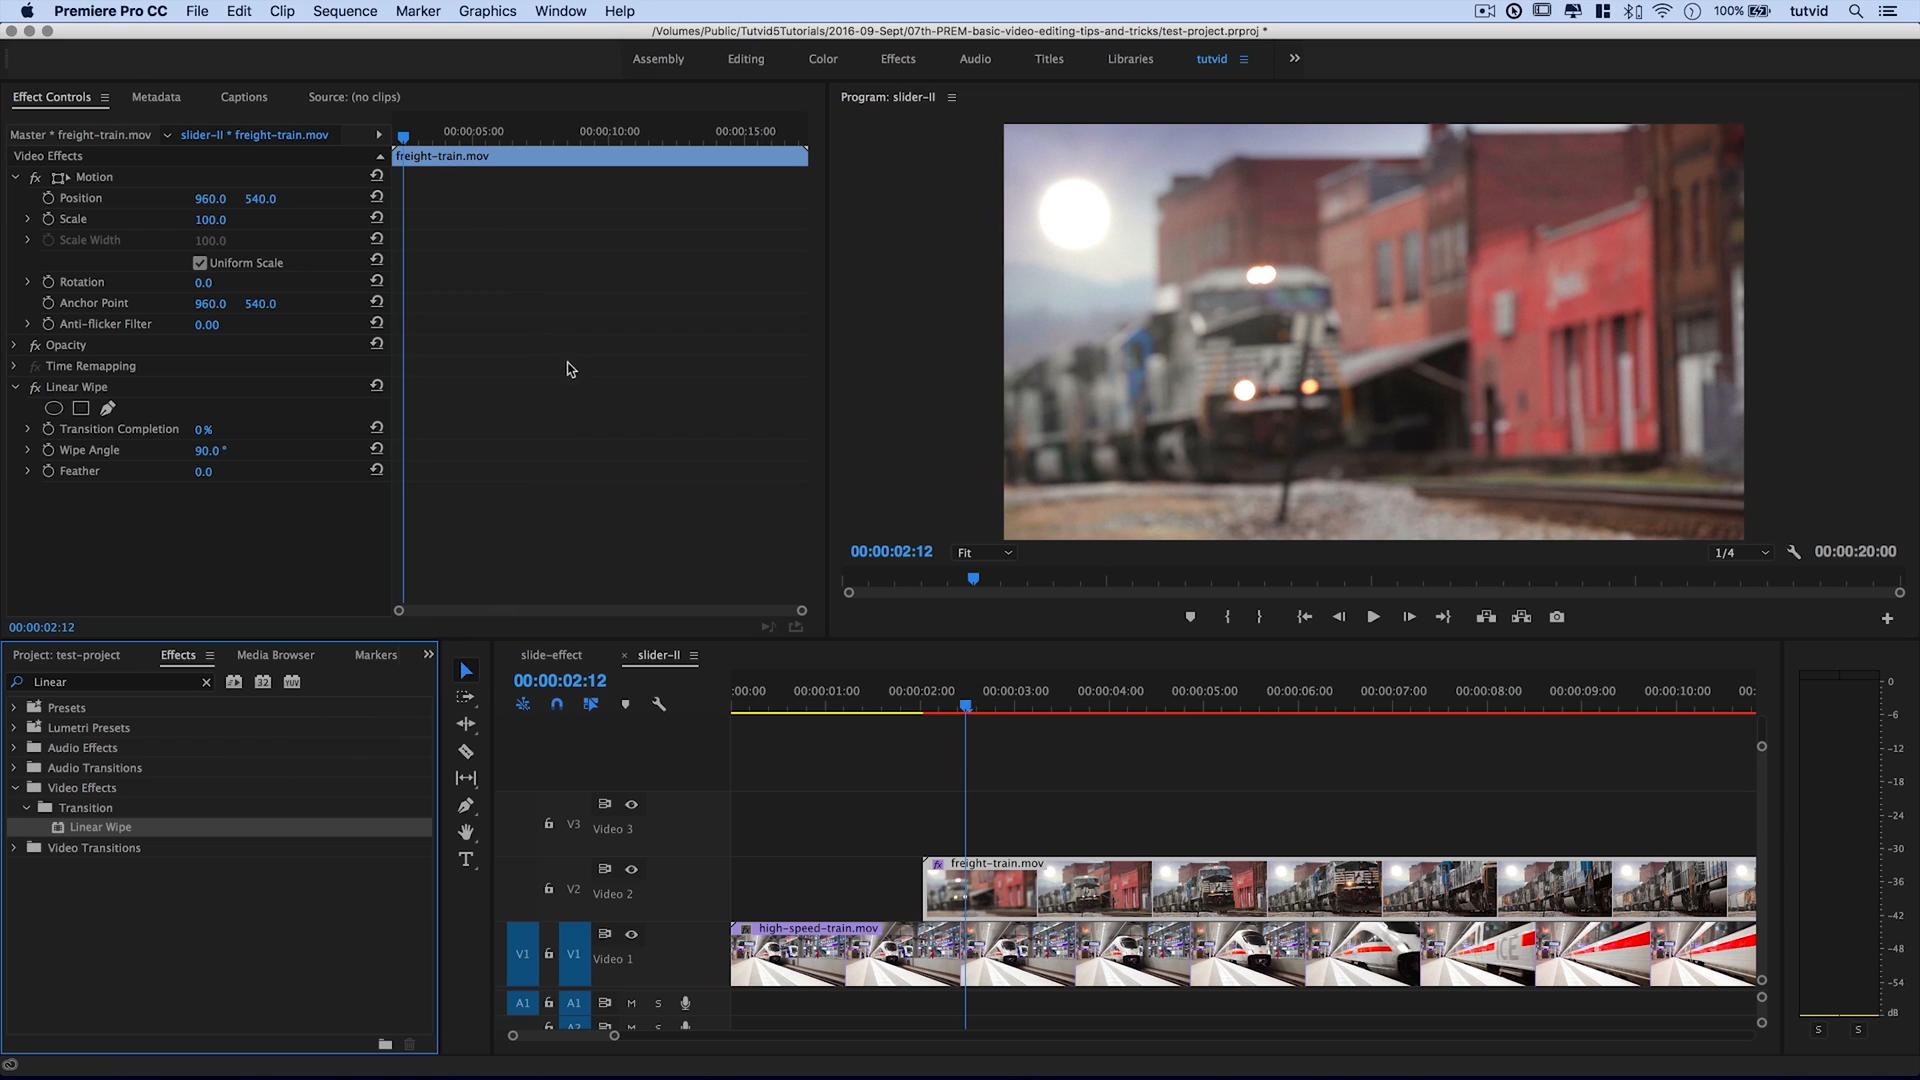 Premiere Pro CC File Edit Clip Sequence Marker Graphics Window Help 100% tutvid
/Volumes/Public/Tutvid5Tutorials/2016-09-Sept/07th-PREM-basic-video-editing-tips-and-tricks/test-project.prproj *
Assembly Editing Color Effects Audio Titles Libraries tutvid
Effect Controls Metadata Captions Source: (no clips)
Master * freight-train.mov slider-II * freight-train.mov
00:00:05:00 00:00:10:00 00:00:15:00
Video Effects
freight-train.mov
fx Motion
Position 960.0 540.0
Scale 100.0
Scale Width 100.0
Uniform Scale
Rotation 0.0
Anchor Point 960.0 540.0
Anti-flicker Filter 0.00
fx Opacity
fx Time Remapping
fx Linear Wipe
Transition Completion 0%
Wipe Angle 90.0°
Feather 0.0
00:00:02:12
Program: slider-II
00:00:02:12 Fit 1/4 00:00:20:00
Project: test-project Effects Media Browser Markers
Linear 32 YUV
Presets
Lumetri Presets
Audio Effects
Audio Transitions
Video Effects
Transition
Linear Wipe
Video Transitions
T
slide-effect × slider-II
00:00:02:12
:00:00 00:00:01:00 00:00:02:00 00:00:03:00 00:00:04:00 00:00:05:00 00:00:06:00 00:00:07:00 00:00:08:00 00:00:09:00 00:00:10:00 00:
V3 Video 3
V2 Video 2
fx freight-train.mov
V1 V1 Video 1
fx high-speed-train.mov
ICE
A1 A1 M S
A2 M S
0
-6
-12
-18
-24
-30
-36
-42
-48
-54
dB
S S